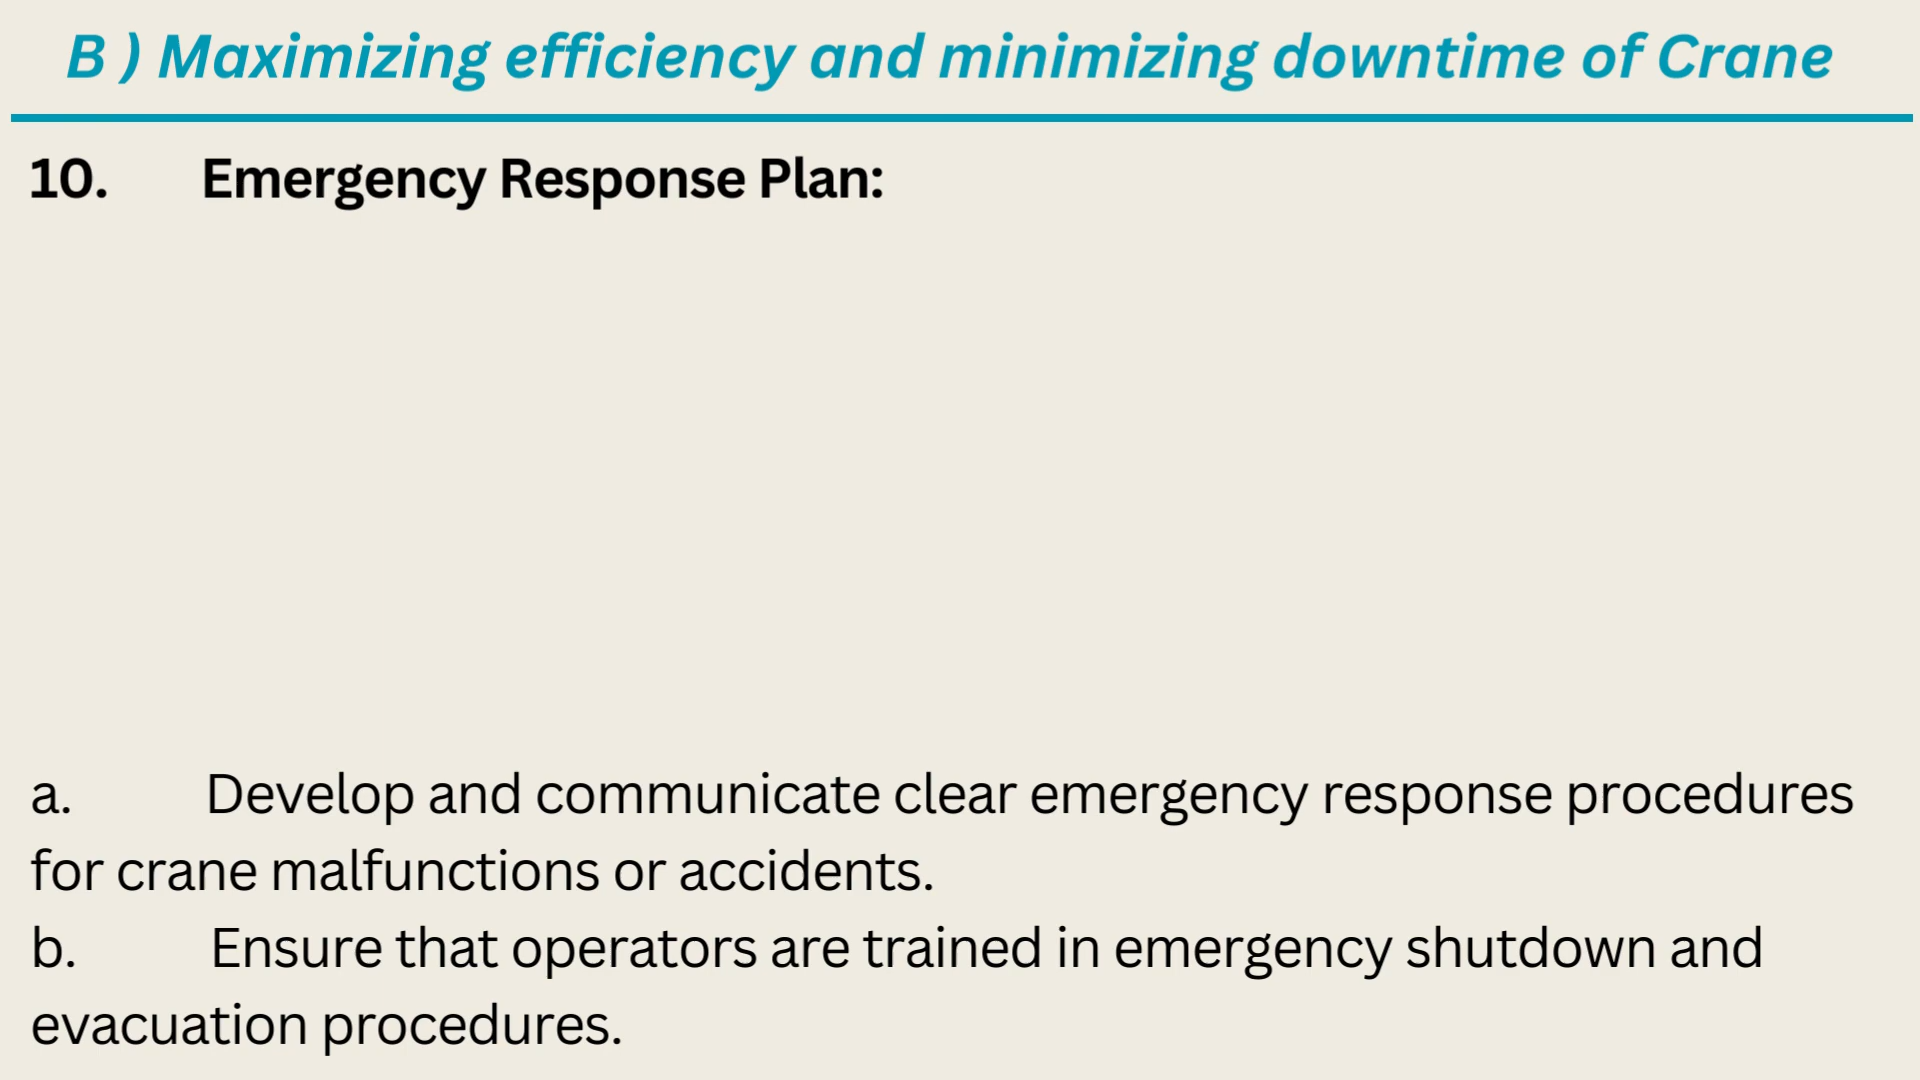 B ) Maximizing efficiency and minimizing downtime of Crane
10. Emergency Response Plan:
a. Develop and communicate clear emergency response procedures
for crane malfunctions or accidents.
b. Ensure that operators are trained in emergency shutdown and
evacuation procedures.